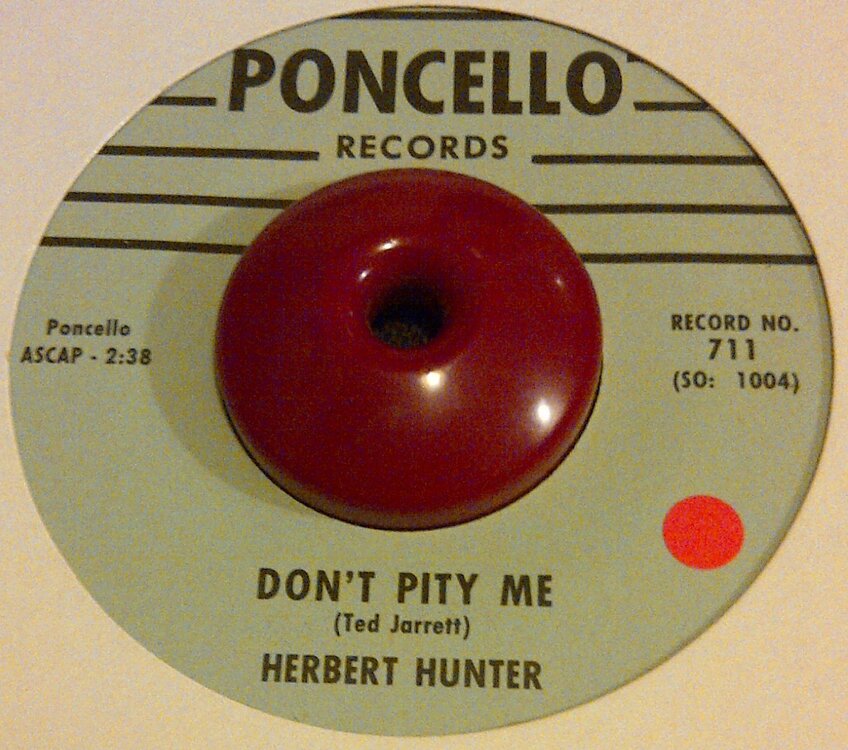 PONCELLO
RECORDS
Poncello
ASCAP - 2:38
RECORD NO.
711
(SO: 1004)
DON'T PITY ME
(Ted Jarrett)
HERBERT HUNTER